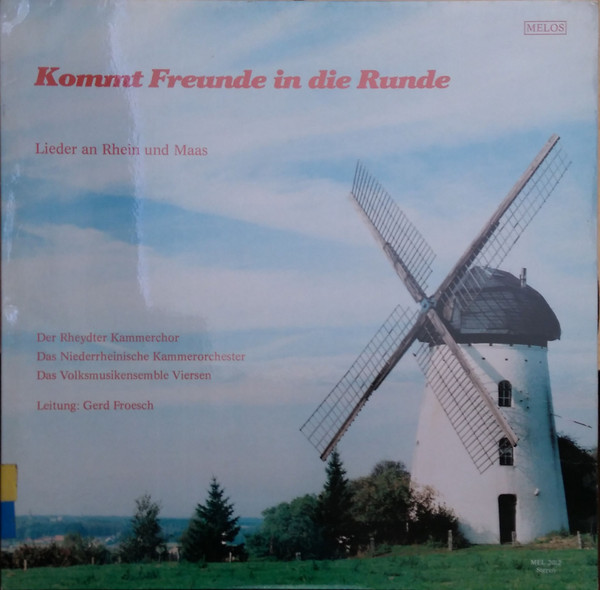 MELOS
Kommt Freunde in die Runde
Lieder an Rhein und Maas
Der Rheydter Kammerchor
Das Niederrheinische Kammerorchester
Das Volksmusikensemble Viersen
Leitung: Gerd Froesch
Stereo